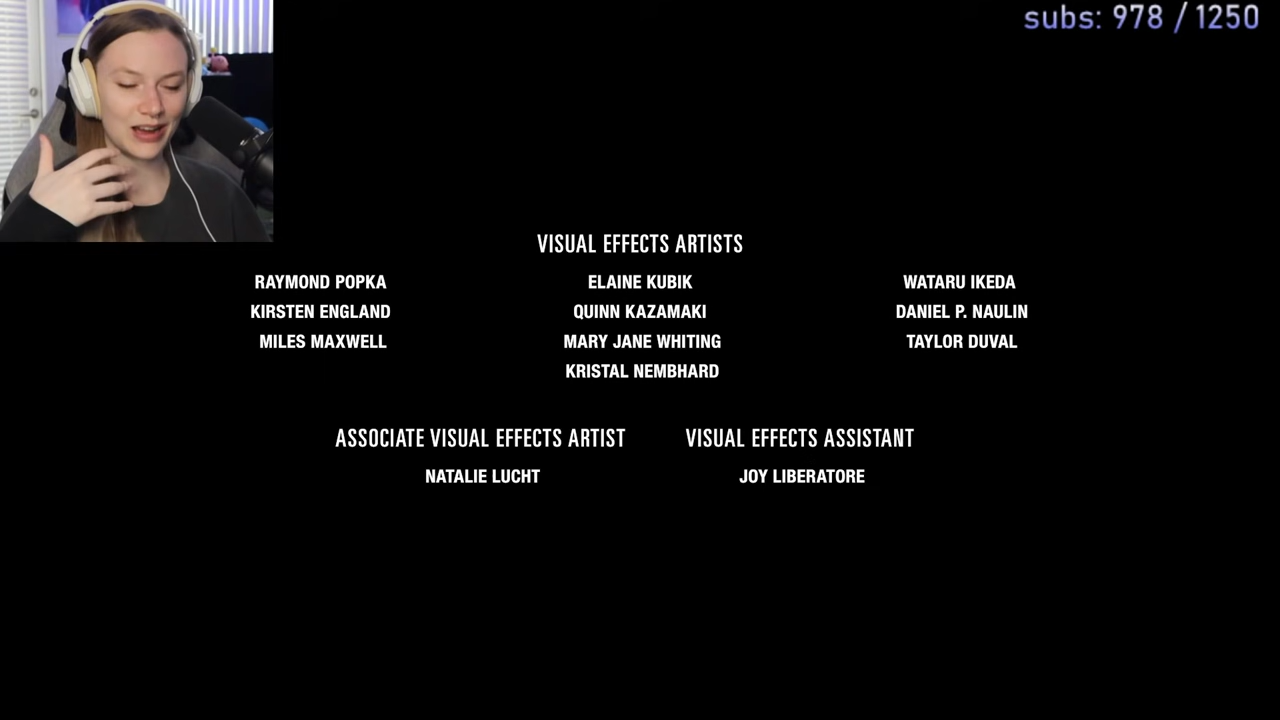 subs: 978 / 1250
VISUAL EFFECTS ARTISTS
RAYMOND POPKA ELAINE KUBIK WATARU IKEDA
KIRSTEN ENGLAND QUINN KAZAMAKI DANIEL P. NAULIN
MILES MAXWELL MARY JANE WHITING TAYLOR DUVAL
KRISTAL NEMBHARD
ASSOCIATE VISUAL EFFECTS ARTIST VISUAL EFFECTS ASSISTANT
NATALIE LUCHT JOY LIBERATORE